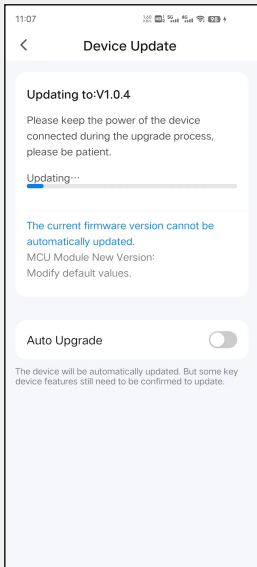 11:07
5G 4G 98
Device Update
Updating to:V1.0.4
Please keep the power of the device
connected during the upgrade process,
please be patient.
Updating···
The current firmware version cannot be
automatically updated.
MCU Module New Version:
Modify default values.
Auto Upgrade
The device will be automatically updated. But some key
device features still need to be confirmed to update.